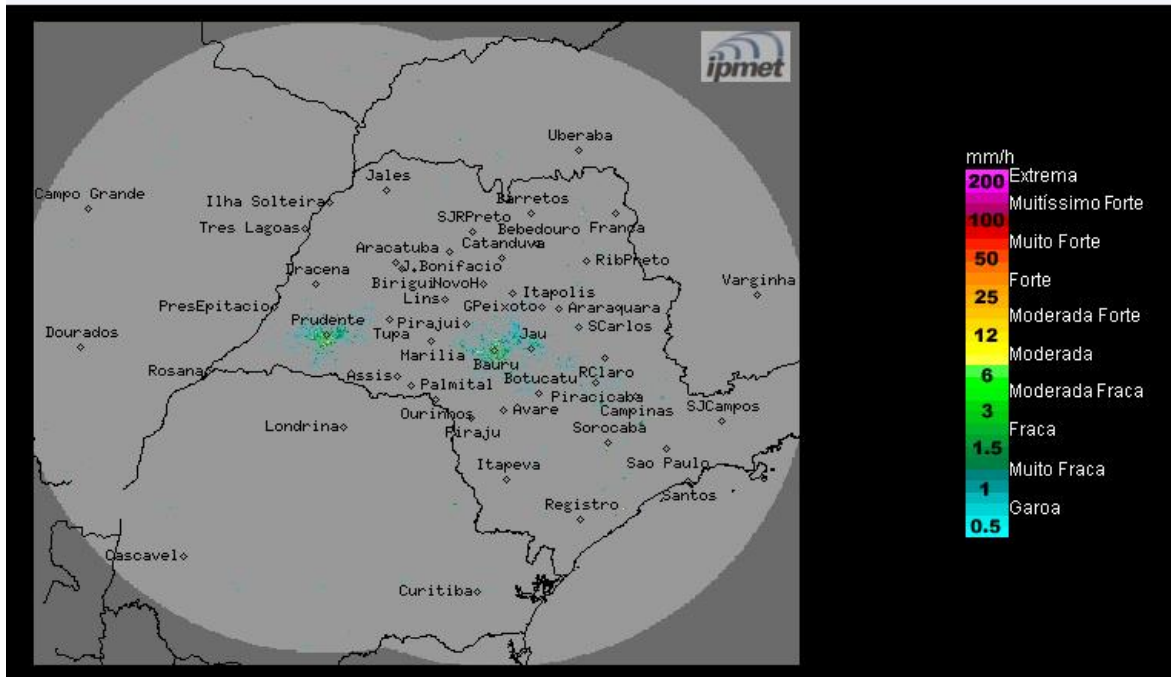 ipmet
Uberaba
Jales
Campo Grande
Ilha Solteira
Barretos
SJRPreto
Tres Lagoas
Bebedouro
Franca
Aracatuba
Catanduva
Dracena
J.Bonifacio
RibPreto
Varginha
Birigui
NovoH
Lins
Itapolis
PresEpitacio
GPeixoto
Araraquara
Prudente
Dourados
Tupa
Pirajui
Jau
SCarlos
Marilia
Bauru
Rosana
Assis
Palmital
Botucatu
RClaro
Piracicaba
Ourinhos
Avare
Campinas
SJCampos
Londrina
Piraju
Sorocaba
Itapeva
Sao Paulo
Santos
Registro
Cascavel
Curitiba
mm/h
200 Extrema
Muitíssimo Forte
100
Muito Forte
50
Forte
25
Moderada Forte
12
Moderada
6
Moderada Fraca
3
Fraca
1.5
Muito Fraca
1
Garoa
0.5